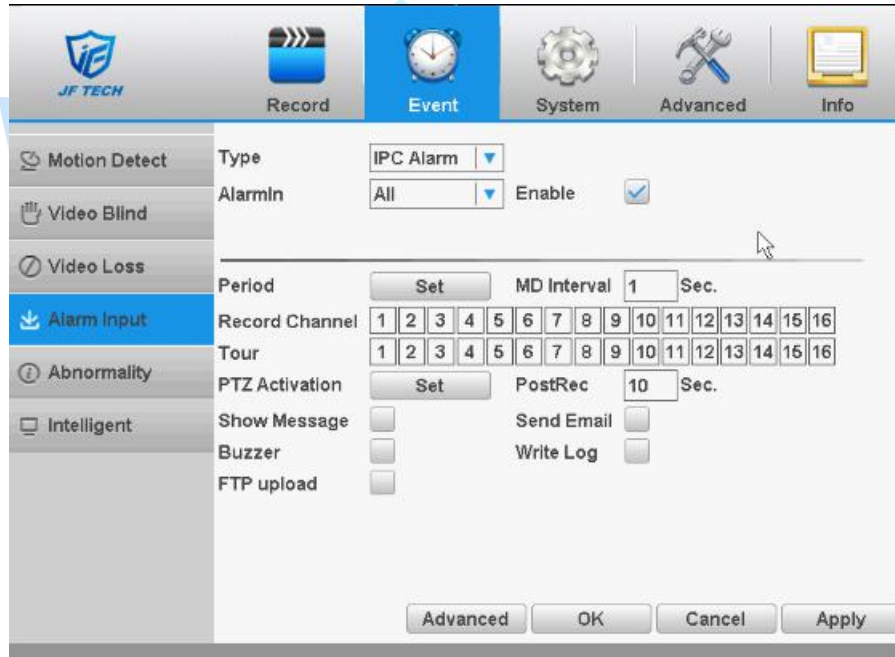 JF TECH
Record Event System Advanced Info
Motion Detect
Video Blind
Video Loss
Alarm Input
Abnormality
Intelligent
Type IPC Alarm
AlarmIn All Enable
Period Set MD Interval 1 Sec.
Record Channel 1 2 3 4 5 6 7 8 9 10 11 12 13 14 15 16
Tour 1 2 3 4 5 6 7 8 9 10 11 12 13 14 15 16
PTZ Activation Set PostRec 10 Sec.
Show Message Send Email
Buzzer Write Log
FTP upload
Advanced OK Cancel Apply